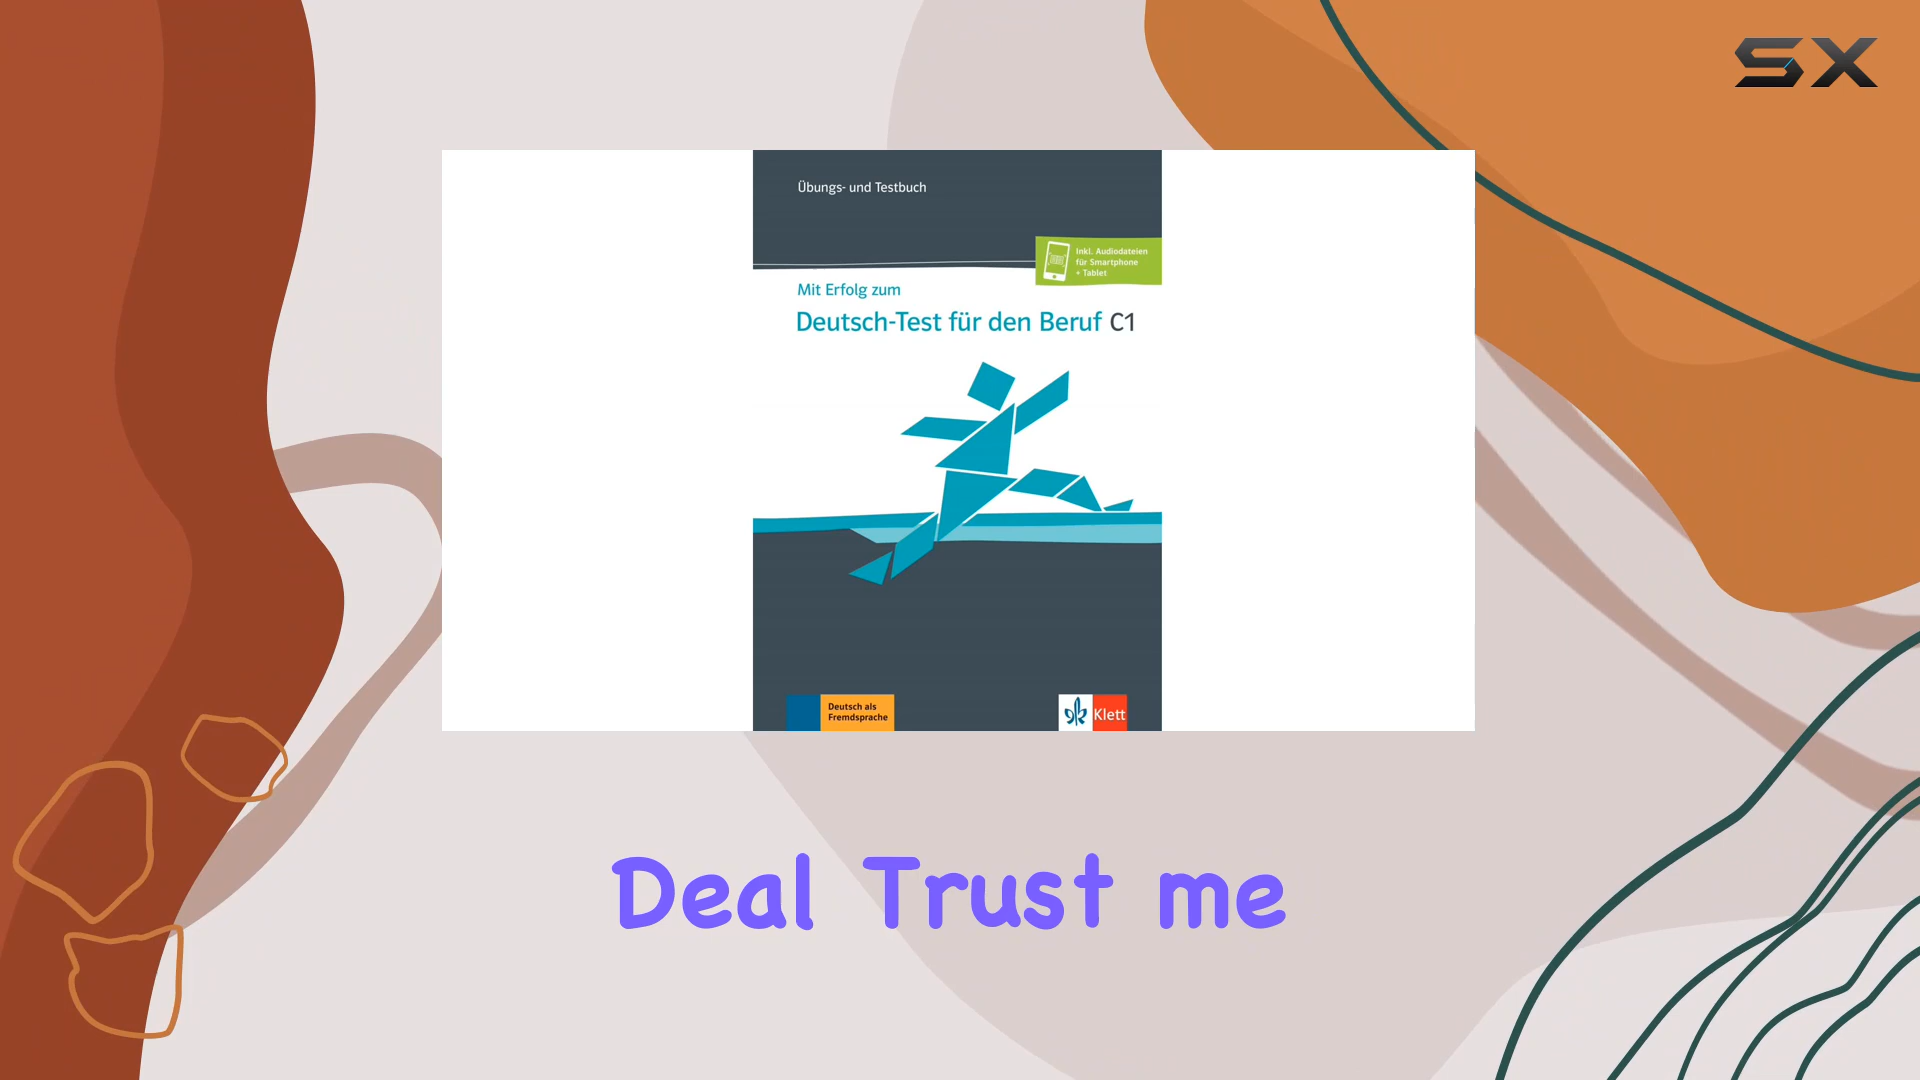 SX
Übungs- und Testbuch
Inkl. Audiodateien
für Smartphone
+ Tablet
Mit Erfolg zum
Deutsch-Test für den Beruf C1
Deutsch als
Fremdsprache
Klett
Deal Trust me